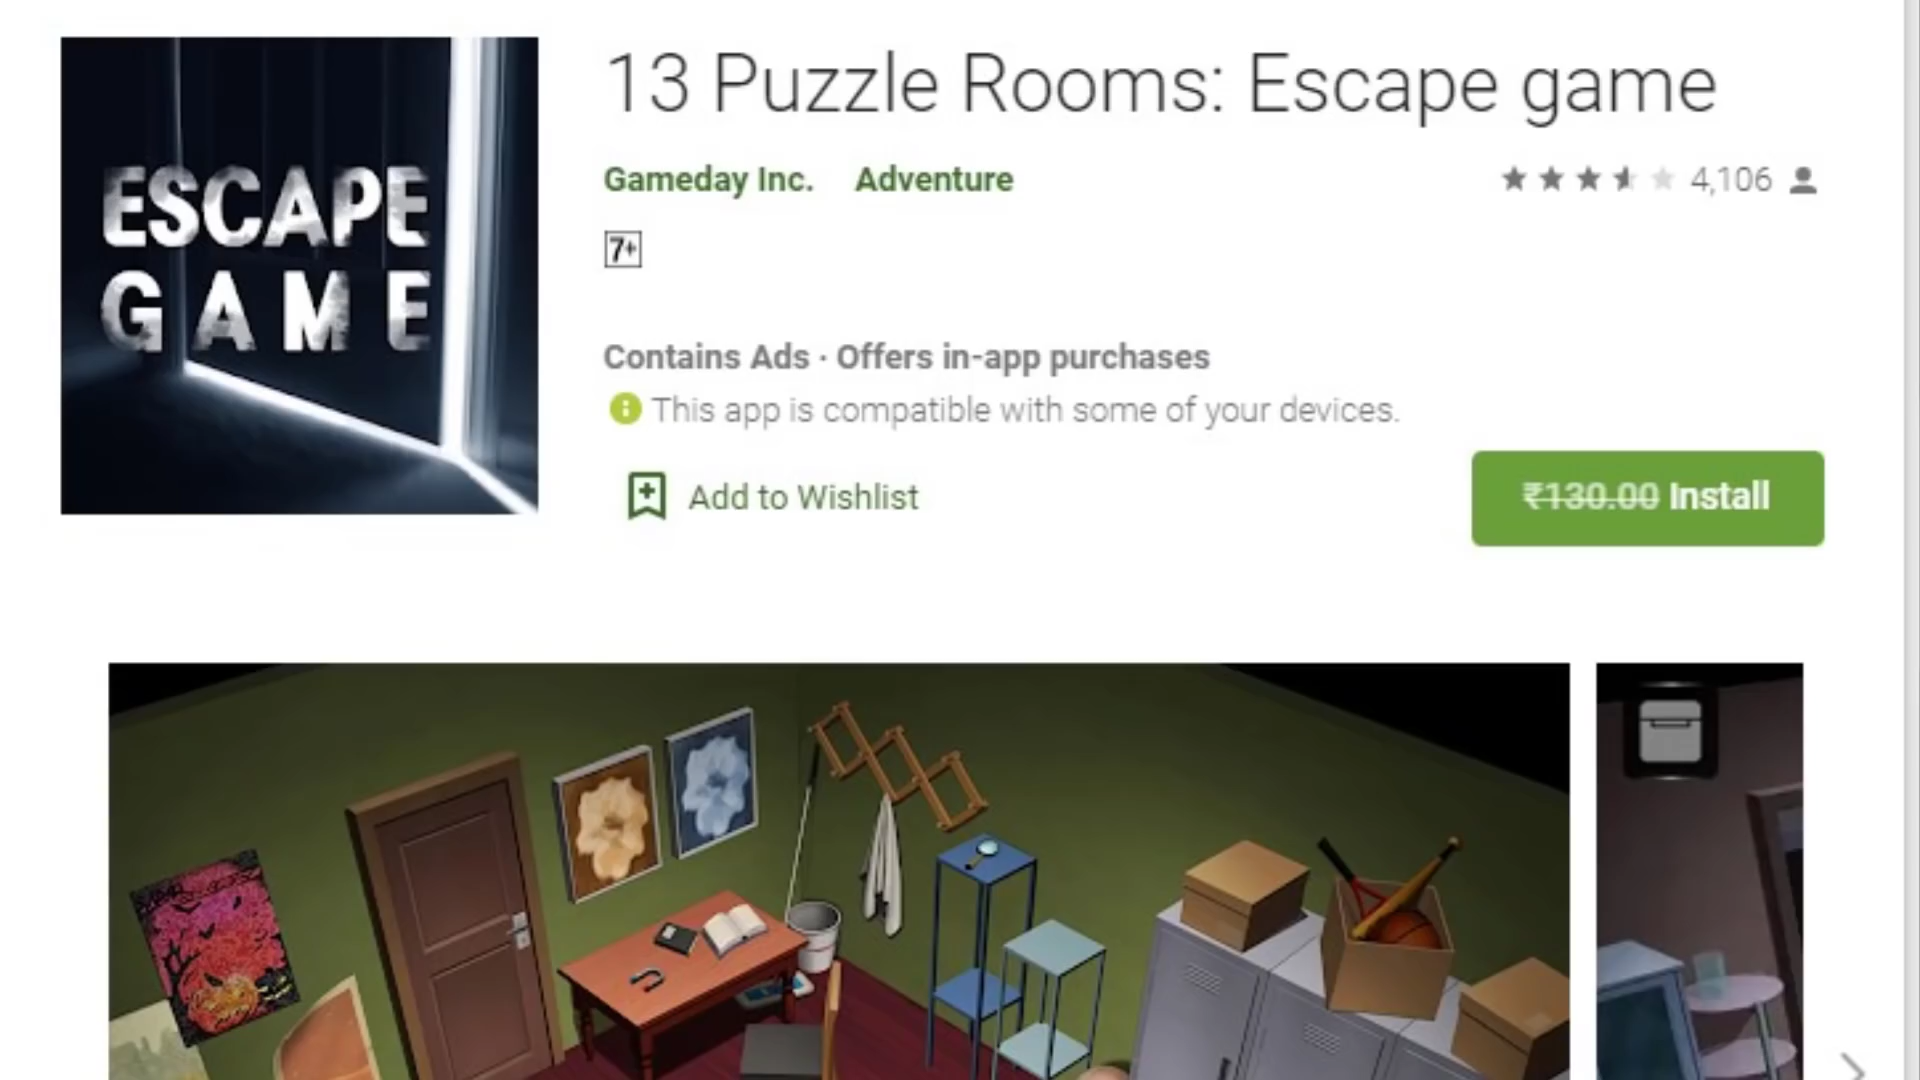 13 Puzzle Rooms: Escape game
ESCAPE
GAME
Gameday Inc. Adventure
4,106
7+
Contains Ads · Offers in-app purchases
This app is compatible with some of your devices.
Add to Wishlist
₹130.00 Install